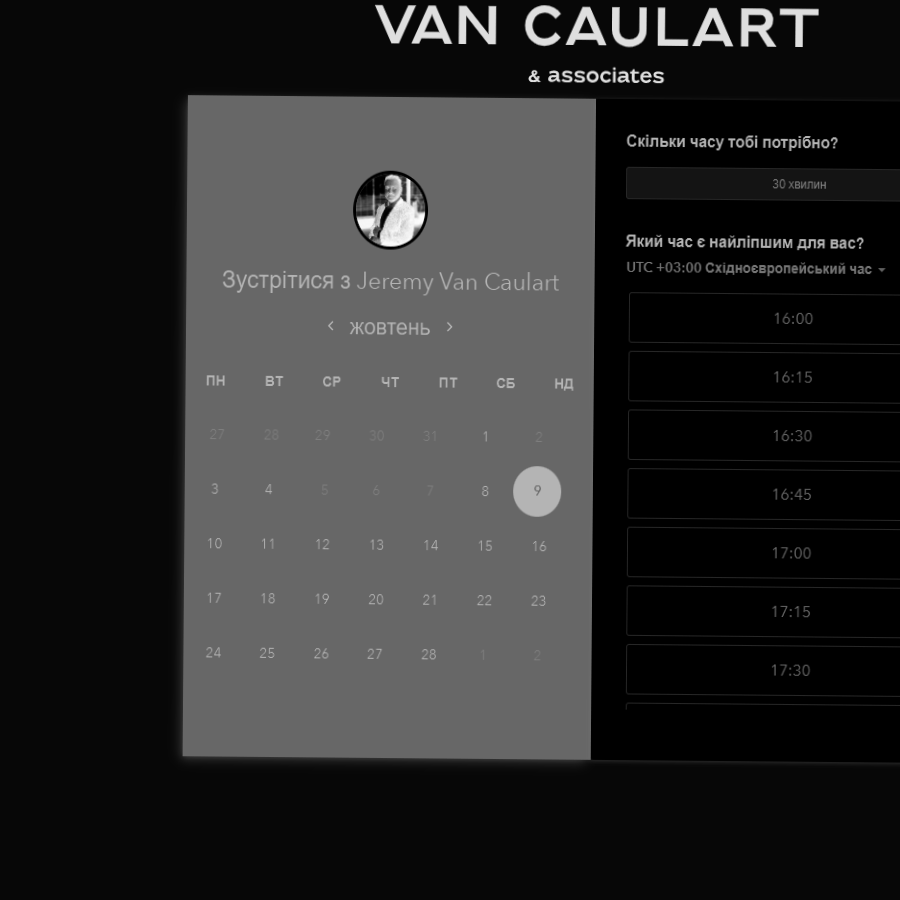 VAN CAULART
& associates
Зустрітися з Jeremy Van Caulart
жовтень
ПН ВТ СР ЧТ ПТ СБ НД
27 28 29 30 31 1 2
3 4 5 6 7 8 9
10 11 12 13 14 15 16
17 18 19 20 21 22 23
24 25 26 27 28 1 2
Скільки часу тобі потрібно?
30 хвилин
Який час є найліпшим для вас?
UTC +03:00 Східноєвропейський час
16:00
16:15
16:30
16:45
17:00
17:15
17:30